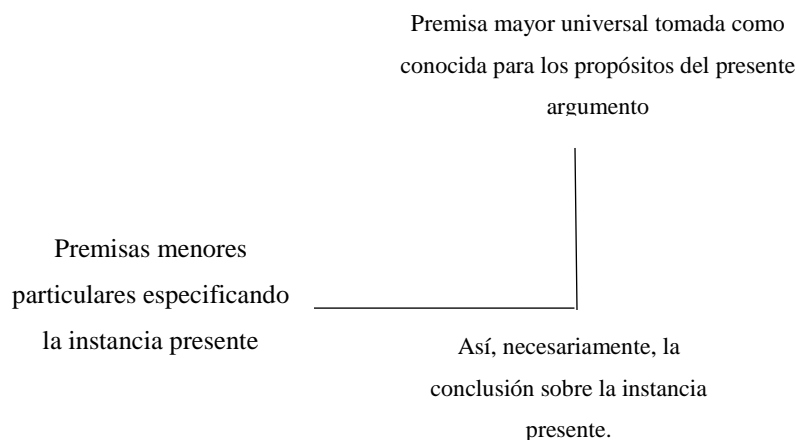 Premisa mayor universal tomada como
conocida para los propósitos del presente
argumento
Premisas menores
particulares especificando
la instancia presente
Así, necesariamente, la
conclusión sobre la instancia
presente.